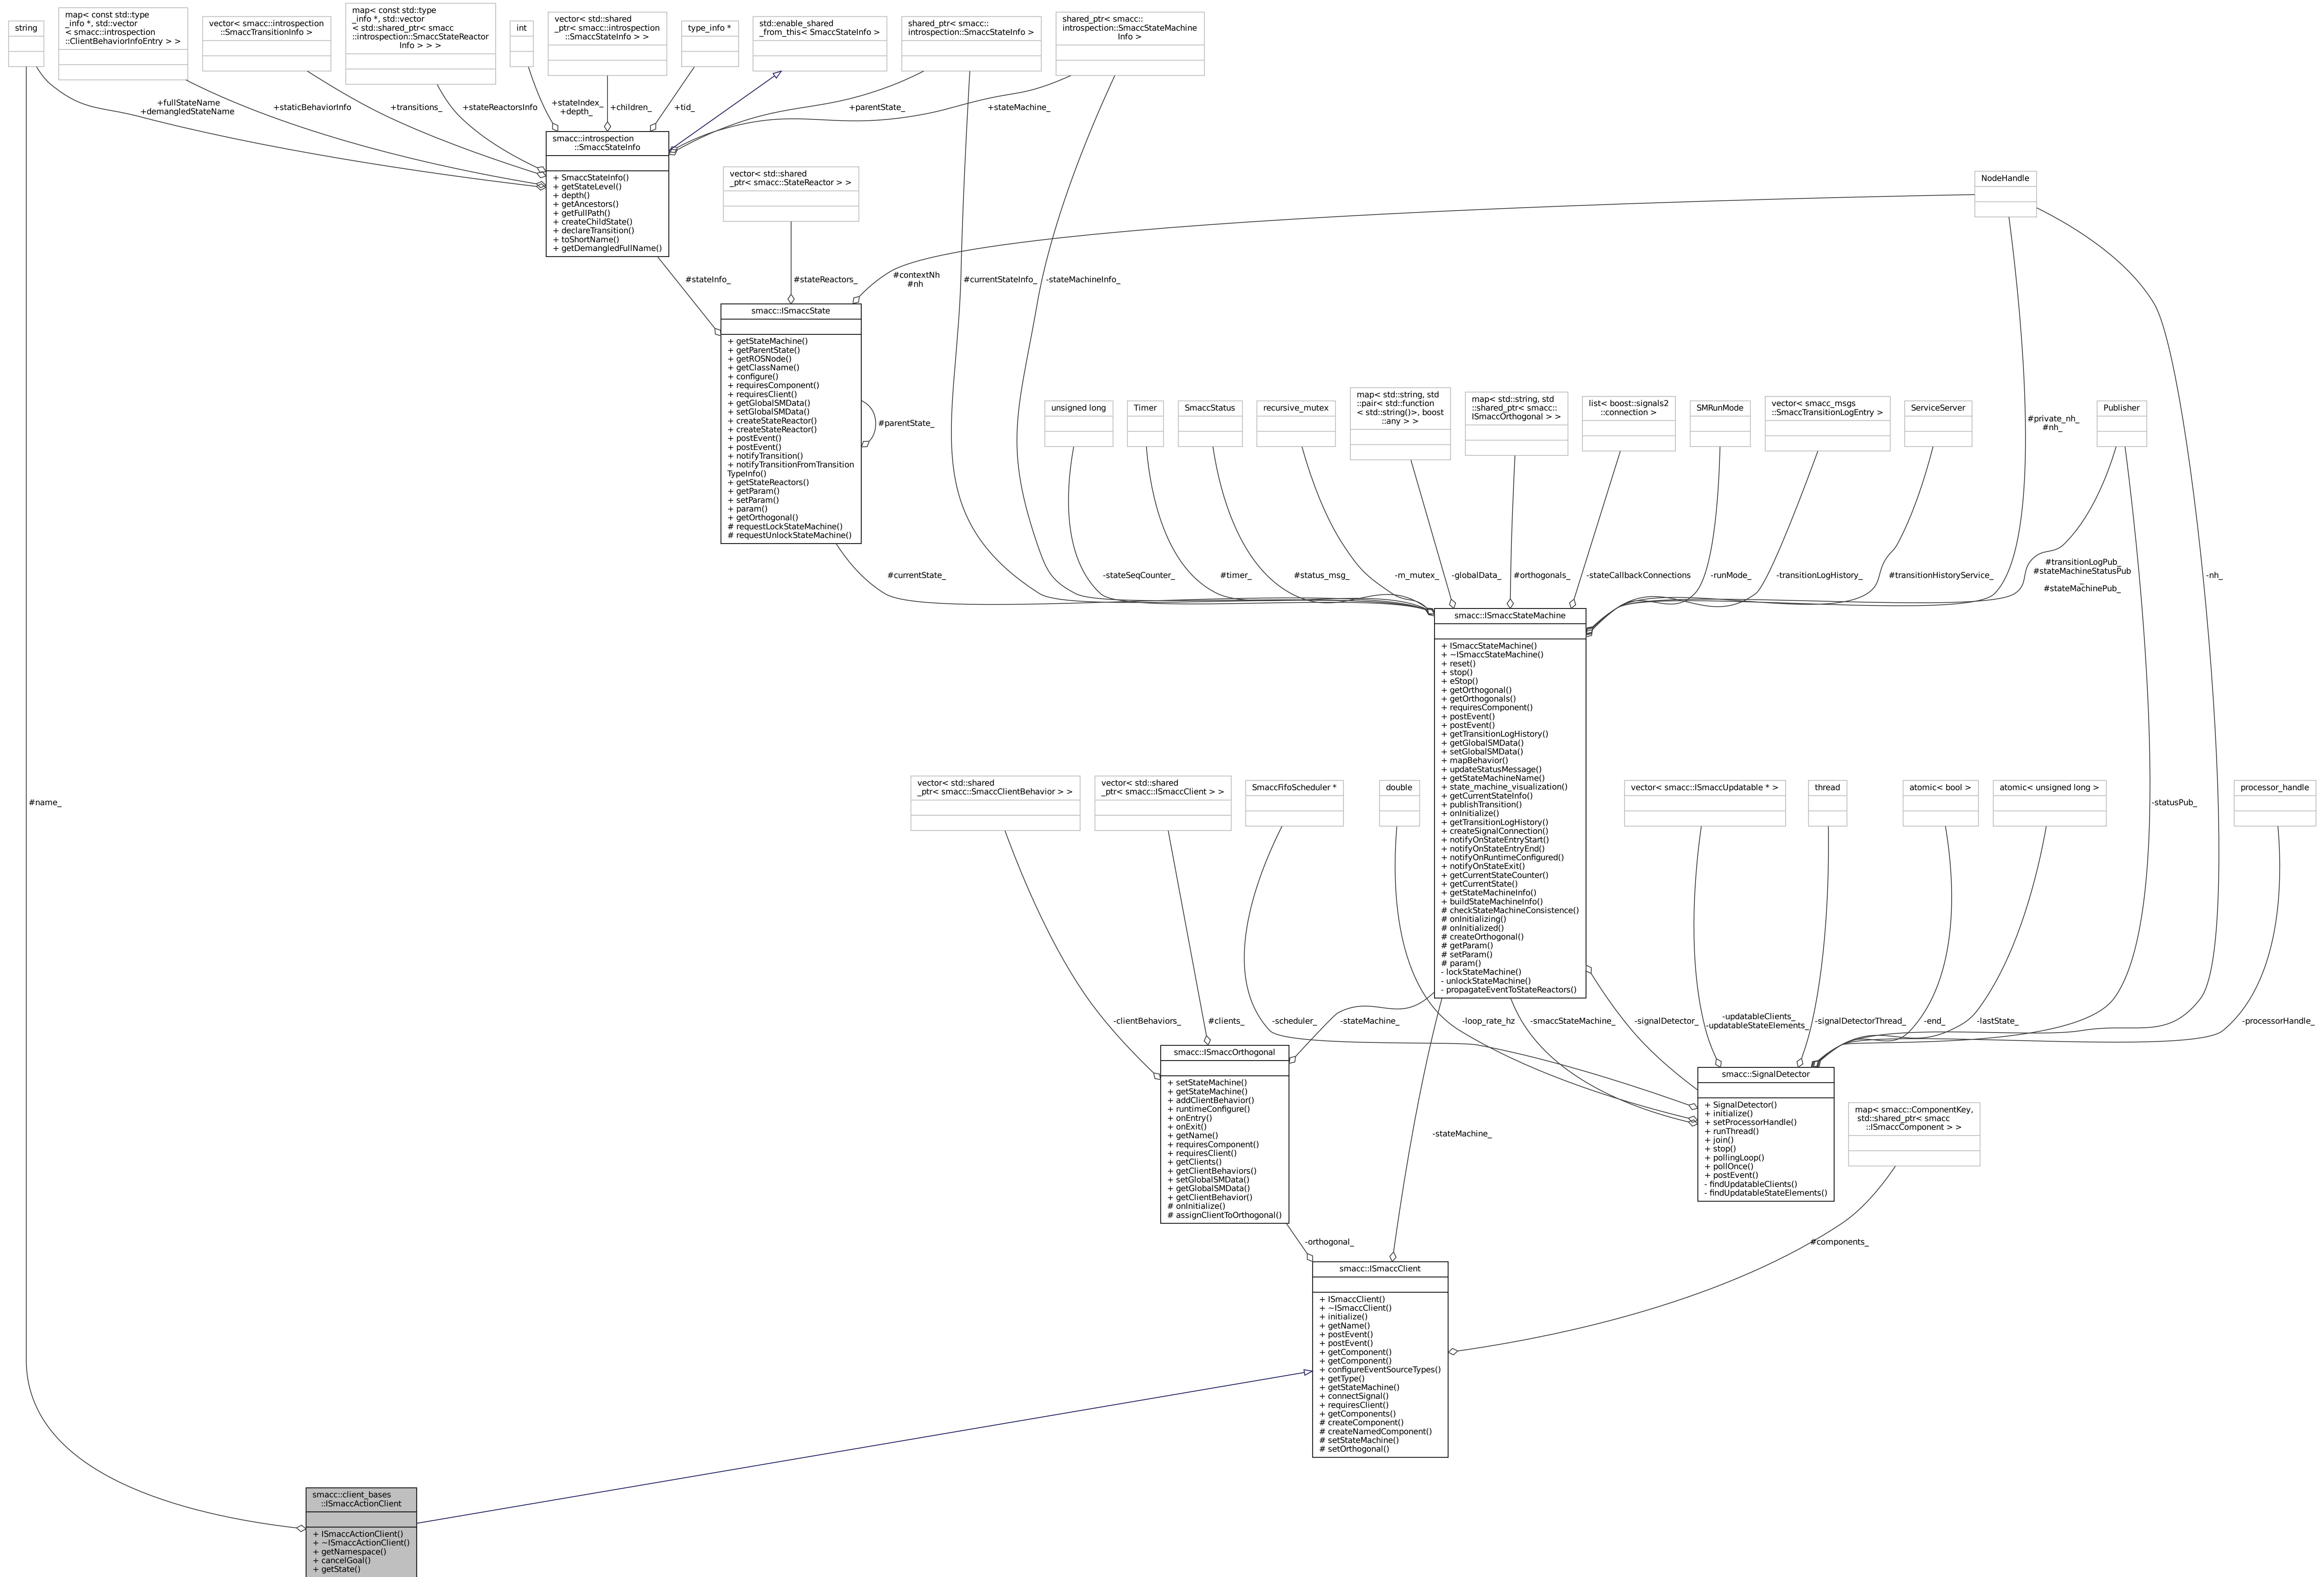 string
map< const std::type
_info *, std::vector
< smacc::introspection
::ClientBehaviorInfoEntry > >
vector< smacc::introspection
::SmaccTransitionInfo >
map< const std::type
_info *, std::vector
< std::shared_ptr< smacc
::introspection::SmaccStateReactor
Info > > >
int
vector< std::shared
_ptr< smacc::introspection
::SmaccStateInfo > >
type_info *
std::enable_shared
_from_this< SmaccStateInfo >
shared_ptr< smacc::
introspection::SmaccStateInfo >
shared_ptr< smacc::
introspection::SmaccStateMachine
Info >
+fullStateName
+demangledStateName
+staticBehaviorInfo
+transitions_
+stateReactorsInfo
+stateIndex_
+depth_
+children_
+tid_
+parentState_
+stateMachine_
smacc::introspection
::SmaccStateInfo
+ SmaccStateInfo()
+ getStateLevel()
+ depth()
+ getAncestors()
+ getFullPath()
+ createChildState()
+ declareTransition()
+ toShortName()
+ getDemangledFullName()
vector< std::shared
_ptr< smacc::StateReactor > >
NodeHandle
#stateInfo_
#stateReactors_
#contextNh
#nh
#currentStateInfo_
-stateMachineInfo_
smacc::ISmaccState
+ getStateMachine()
+ getParentState()
+ getROSNode()
+ getClassName()
+ configure()
+ requiresComponent()
+ requiresClient()
+ getGlobalSMData()
+ setGlobalSMData()
+ createStateReactor()
+ createStateReactor()
+ postEvent()
+ postEvent()
+ notifyTransition()
+ notifyTransitionFromTransition
TypeInfo()
+ getStateReactors()
+ getParam()
+ setParam()
+ param()
+ getOrthogonal()
# requestLockStateMachine()
# requestUnlockStateMachine()
#parentState_
unsigned long
Timer
SmaccStatus
recursive_mutex
map< std::string, std
::pair< std::function
< std::string()>, boost
::any > >
map< std::string, std
::shared_ptr< smacc::
ISmaccOrthogonal > >
list< boost::signals2
::connection >
SMRunMode
vector< smacc_msgs
::SmaccTransitionLogEntry >
ServiceServer
Publisher
#private_nh_
#nh_
#currentState_
-stateSeqCounter_
#timer_
#status_msg_
-m_mutex_
-globalData_
#orthogonals_
-stateCallbackConnections
-runMode_
-transitionLogHistory_
#transitionHistoryService_
#transitionLogPub_
#stateMachineStatusPub
_
#stateMachinePub_
-nh_
smacc::ISmaccStateMachine
+ ISmaccStateMachine()
+ ~ISmaccStateMachine()
+ reset()
+ stop()
+ eStop()
+ getOrthogonal()
+ getOrthogonals()
+ requiresComponent()
+ postEvent()
+ postEvent()
+ getTransitionLogHistory()
+ getGlobalSMData()
+ setGlobalSMData()
+ mapBehavior()
+ updateStatusMessage()
+ getStateMachineName()
+ state_machine_visualization()
+ getCurrentStateInfo()
+ publishTransition()
+ onInitialize()
+ getTransitionLogHistory()
+ createSignalConnection()
+ notifyOnStateEntryStart()
+ notifyOnStateEntryEnd()
+ notifyOnRuntimeConfigured()
+ notifyOnStateExit()
+ getCurrentStateCounter()
+ getCurrentState()
+ getStateMachineInfo()
+ buildStateMachineInfo()
# checkStateMachineConsistence()
# onInitializing()
# onInitialized()
# createOrthogonal()
# getParam()
# setParam()
# param()
- lockStateMachine()
- unlockStateMachine()
- propagateEventToStateReactors()
#name_
vector< std::shared
_ptr< smacc::SmaccClientBehavior > >
vector< std::shared
_ptr< smacc::ISmaccClient > >
SmaccFifoScheduler *
double
vector< smacc::ISmaccUpdatable * >
thread
atomic< bool >
atomic< unsigned long >
-statusPub_
processor_handle
-clientBehaviors_
#clients_
-scheduler_
-stateMachine_
-loop_rate_hz
-smaccStateMachine_
-signalDetector_
-updatableClients_
-updatableStateElements_
-signalDetectorThread_
-end_
-lastState_
-processorHandle_
smacc::ISmaccOrthogonal
+ setStateMachine()
+ getStateMachine()
+ addClientBehavior()
+ runtimeConfigure()
+ onEntry()
+ onExit()
+ getName()
+ requiresComponent()
+ requiresClient()
+ getClients()
+ getClientBehaviors()
+ setGlobalSMData()
+ getGlobalSMData()
+ getClientBehavior()
# onInitialize()
# assignClientToOrthogonal()
smacc::SignalDetector
+ SignalDetector()
+ initialize()
+ setProcessorHandle()
+ runThread()
+ join()
+ stop()
+ pollingLoop()
+ pollOnce()
+ postEvent()
- findUpdatableClients()
- findUpdatableStateElements()
map< smacc::ComponentKey,
std::shared_ptr< smacc
::ISmaccComponent > >
-stateMachine_
-orthogonal_
#components_
smacc::ISmaccClient
+ ISmaccClient()
+ ~ISmaccClient()
+ initialize()
+ getName()
+ postEvent()
+ postEvent()
+ getComponent()
+ getComponent()
+ configureEventSourceTypes()
+ getType()
+ getStateMachine()
+ connectSignal()
+ requiresClient()
+ getComponents()
# createComponent()
# createNamedComponent()
# setStateMachine()
# setOrthogonal()
smacc::client_bases
::ISmaccActionClient
+ ISmaccActionClient()
+ ~ISmaccActionClient()
+ getNamespace()
+ cancelGoal()
+ getState()